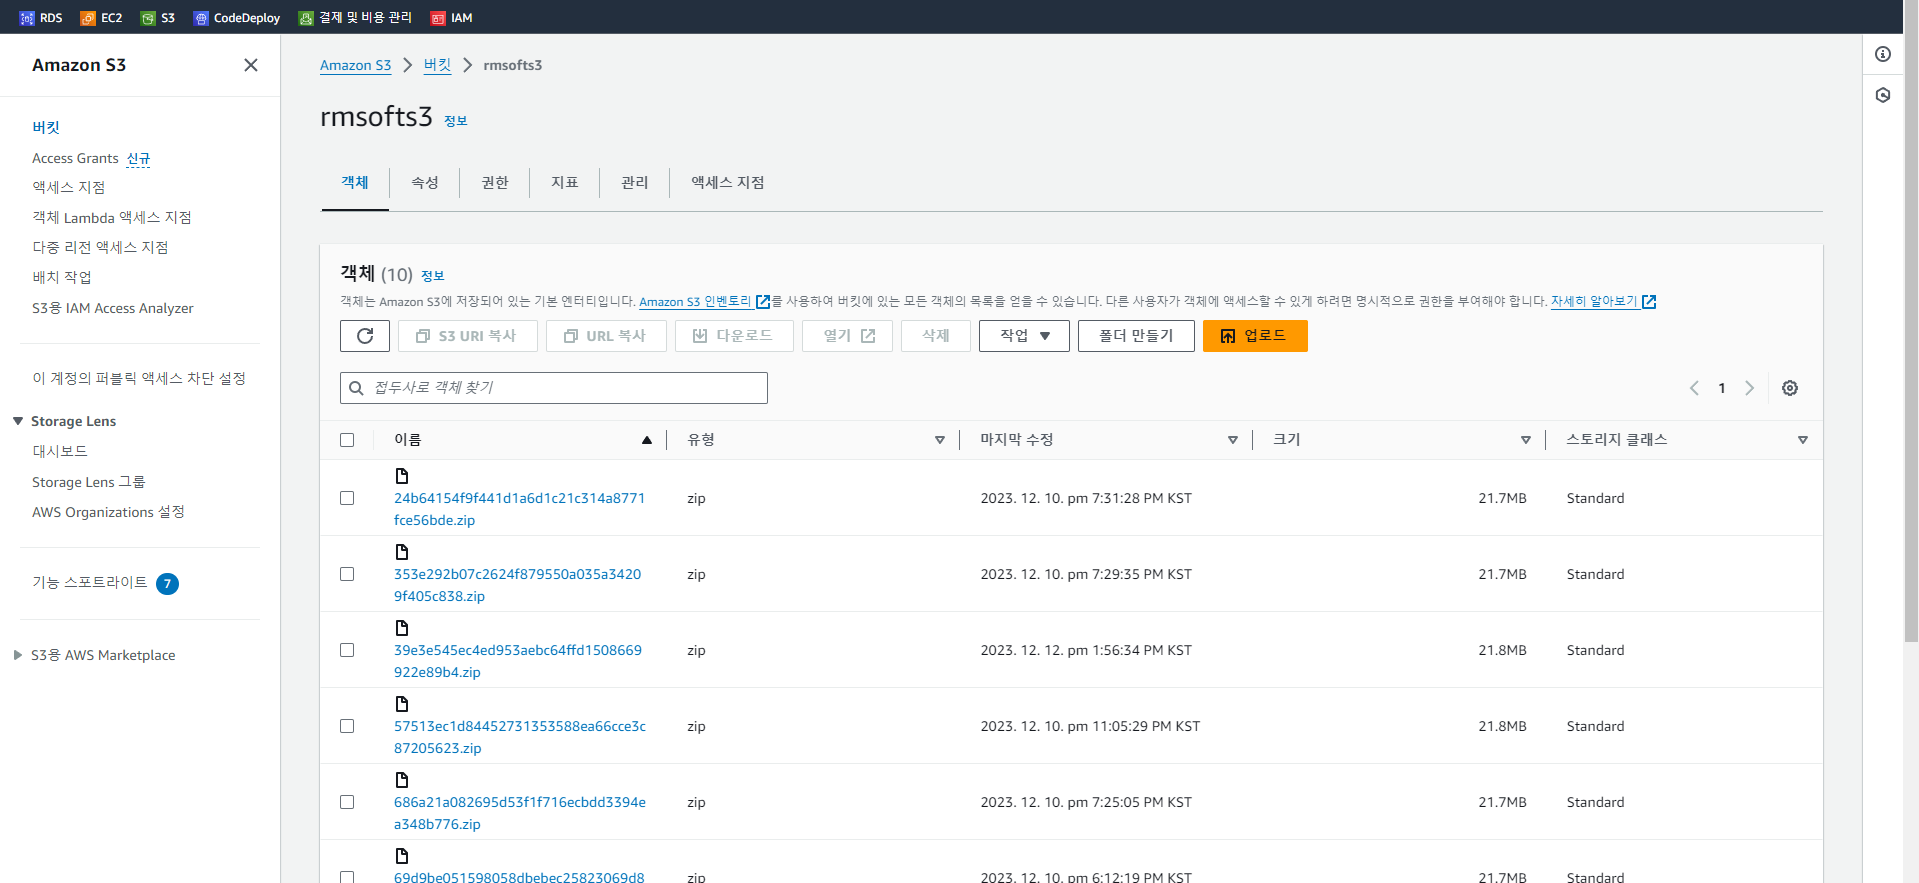 RDS EC2 S3 CodeDeploy 결제 및 비용 관리 IAM
Amazon S3
버킷
Access Grants 신규
액세스 지점
객체 Lambda 액세스 지점
다중 리전 액세스 지점
배치 작업
S3용 IAM Access Analyzer
이 계정의 퍼블릭 액세스 차단 설정
Storage Lens
대시보드
Storage Lens 그룹
AWS Organizations 설정
기능 스포트라이트 7
S3용 AWS Marketplace
Amazon S3 버킷 rmsofts3
rmsofts3 정보
객체 속성 권한 지표 관리 액세스 지점
객체 (10) 정보
객체는 Amazon S3에 저장되어 있는 기본 엔터티입니다. Amazon S3 인벤토리를 사용하여 버킷에 있는 모든 객체의 목록을 얻을 수 있습니다. 다른 사용자가 객체에 액세스할 수 있게 하려면 명시적으로 권한을 부여해야 합니다. 자세히 알아보기
S3 URI 복사 URL 복사 다운로드 열기 삭제 작업 폴더 만들기 업로드
접두사로 객체 찾기 1
이름 유형 마지막 수정 크기 스토리지 클래스
24b64154f9f441d1a6d1c21c314a8771 zip 2023. 12. 10. pm 7:31:28 PM KST 21.7MB Standard
fce56bde.zip
353e292b07c2624f879550a035a3420 zip 2023. 12. 10. pm 7:29:35 PM KST 21.7MB Standard
9f405c838.zip
39e3e545ec4ed953aebc64ffd1508669 zip 2023. 12. 12. pm 1:56:34 PM KST 21.8MB Standard
922e89b4.zip
57513ec1d84452731353588ea66cce3c zip 2023. 12. 10. pm 11:05:29 PM KST 21.8MB Standard
87205623.zip
686a21a082695d53f1f716ecbdd3394e zip 2023. 12. 10. pm 7:25:05 PM KST 21.7MB Standard
a348b776.zip
69d9be051598058dbebec25823069d8 zip 2023. 12. 10. pm 6:12:19 PM KST 21.7MB Standard